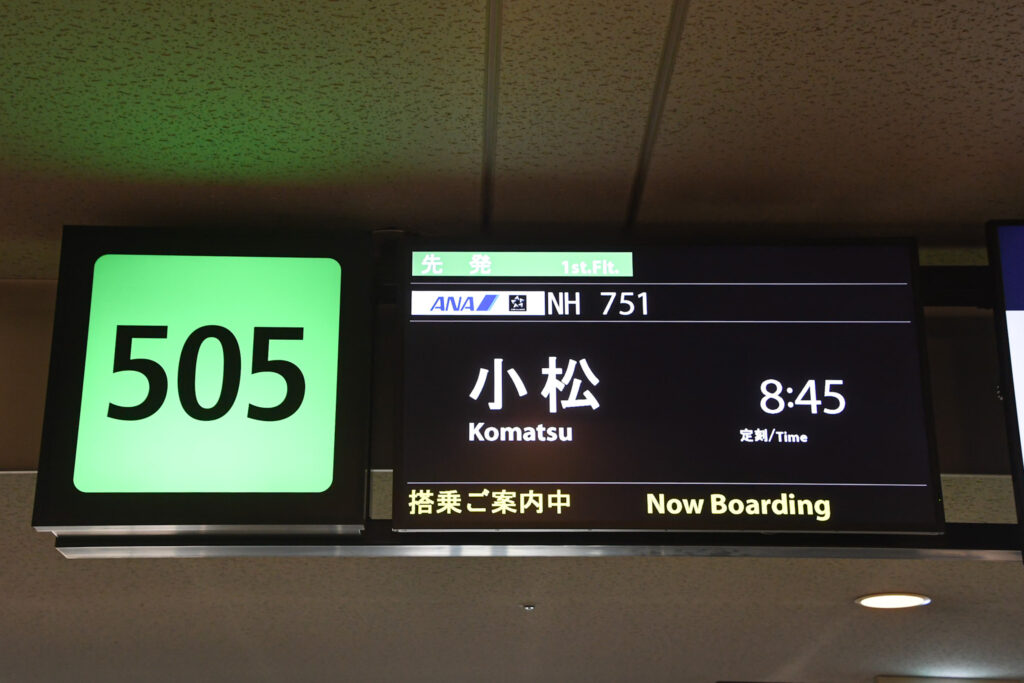 505
先 発 1st.Flt.
ANA NH 751
小松 8:45
Komatsu 定刻/Time
搭乗ご案内中 Now Boarding